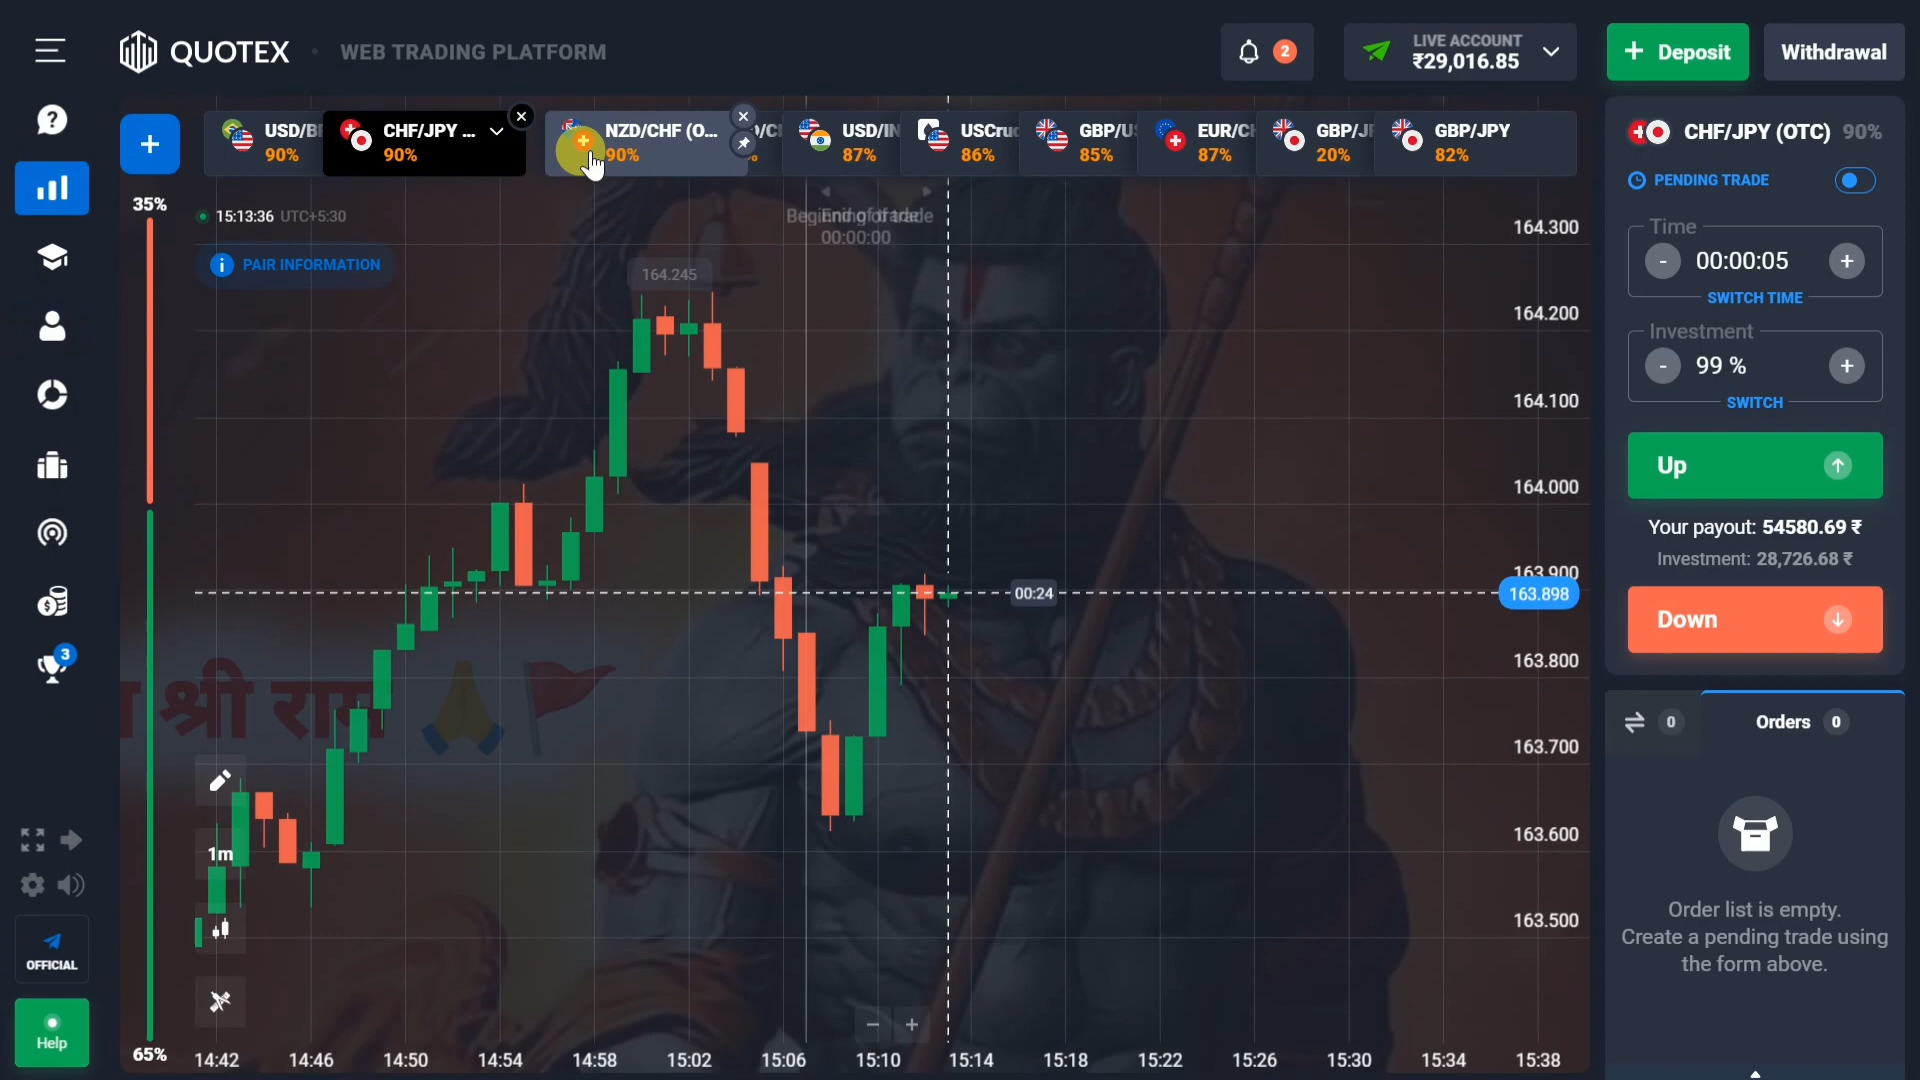 QUOTEX
WEB TRADING PLATFORM
2
LIVE ACCOUNT
₹29,016.85
+ Deposit
Withdrawal
+
USD/B
90%
CHF/JPY ...
90%
NZD/CHF (O...
90%
USD/IN
87%
USCru
86%
GBP/U
85%
EUR/C
87%
GBP/J
20%
GBP/JPY
82%
CHF/JPY (OTC) 90%
PENDING TRADE
Time
- 00:00:05 +
SWITCH TIME
Investment
- 99 % +
SWITCH
Up
Your payout: 54580.69 ₹
Investment: 28,726.68 ₹
Down
0
Orders 0
Order list is empty.
Create a pending trade using
the form above.
35%
15:13:36 UTC+5:30
Beginning of trade
End of trade
00:00:00
PAIR INFORMATION
164.245
164.300
164.200
164.100
164.000
163.900
00:24
163.898
163.800
163.700
163.600
163.500
श्री राम
3
1m
OFFICIAL
Help
65%
− +
14:42 14:46 14:50 14:54 14:58 15:02 15:06 15:10 15:14 15:18 15:22 15:26 15:30 15:34 15:38